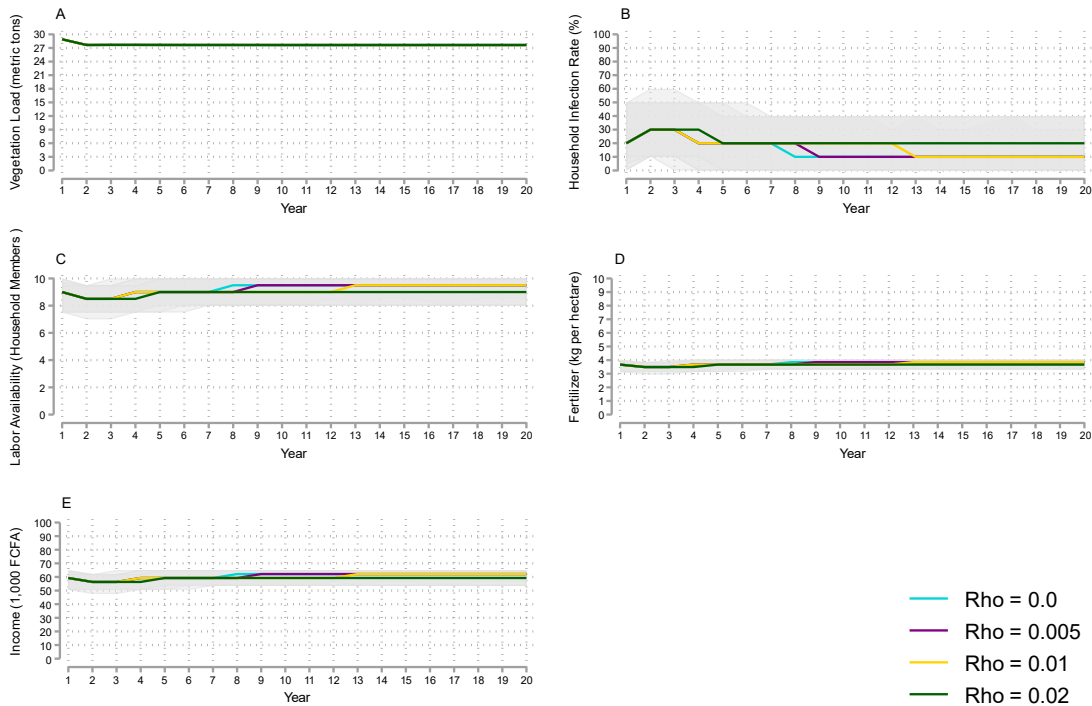 A
Vegetation Load (metric tons)
30
27
24
21
18
15
12
9
6
3
0
1 2 3 4 5 6 7 8 9 10 11 12 13 14 15 16 17 18 19 20
Year
B
Household Infection Rate (%)
100
90
80
70
60
50
40
30
20
10
0
1 2 3 4 5 6 7 8 9 10 11 12 13 14 15 16 17 18 19 20
Year
C
Labor Availability (Household Members )
10
8
6
4
2
0
1 2 3 4 5 6 7 8 9 10 11 12 13 14 15 16 17 18 19 20
Year
D
Fertilizer (kg per hectare)
10
9
8
7
6
5
4
3
2
1
0
1 2 3 4 5 6 7 8 9 10 11 12 13 14 15 16 17 18 19 20
Year
E
Income (1,000 FCFA)
100
90
80
70
60
50
40
30
20
10
0
1 2 3 4 5 6 7 8 9 10 11 12 13 14 15 16 17 18 19 20
Year
Rho = 0.0
Rho = 0.005
Rho = 0.01
Rho = 0.02